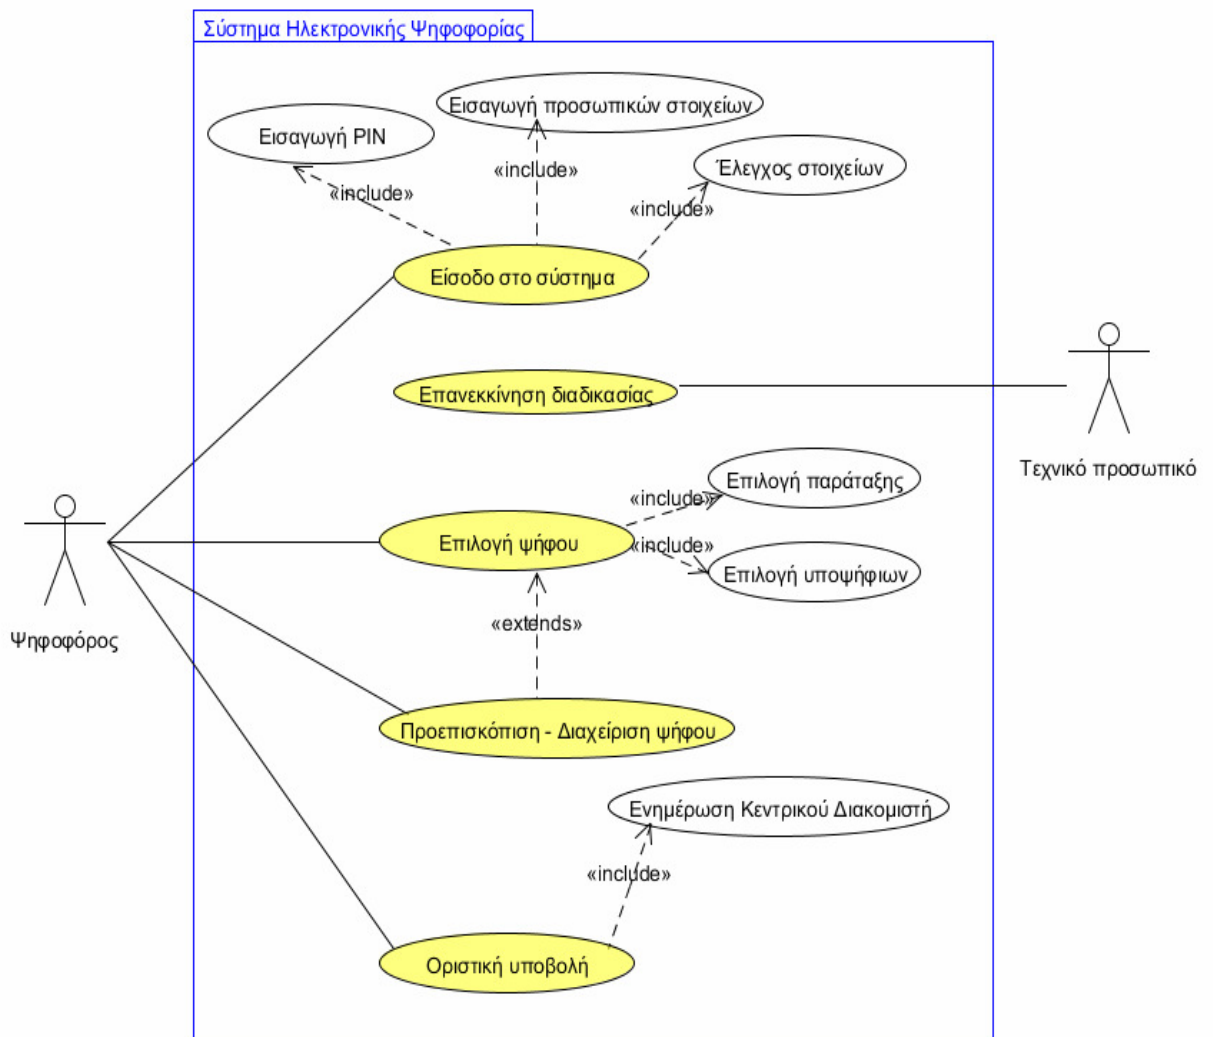 Σύστημα Ηλεκτρονικής Ψηφοφορίας
Εισαγωγή προσωπικών στοιχείων
Εισαγωγή PIN
Έλεγχος στοιχείων
«include»
«include»
«include»
Είσοδο στο σύστημα
Επανεκκίνηση διαδικασίας
Τεχνικό προσωπικό
Επιλογή παράταξης
«include»
Επιλογή ψήφου
«include»
Επιλογή υποψήφιων
«extends»
Ψηφοφόρος
Προεπισκόπιση - Διαχείριση ψήφου
Ενημέρωση Κεντρικού Διακομιστή
«include»
Οριστική υποβολή